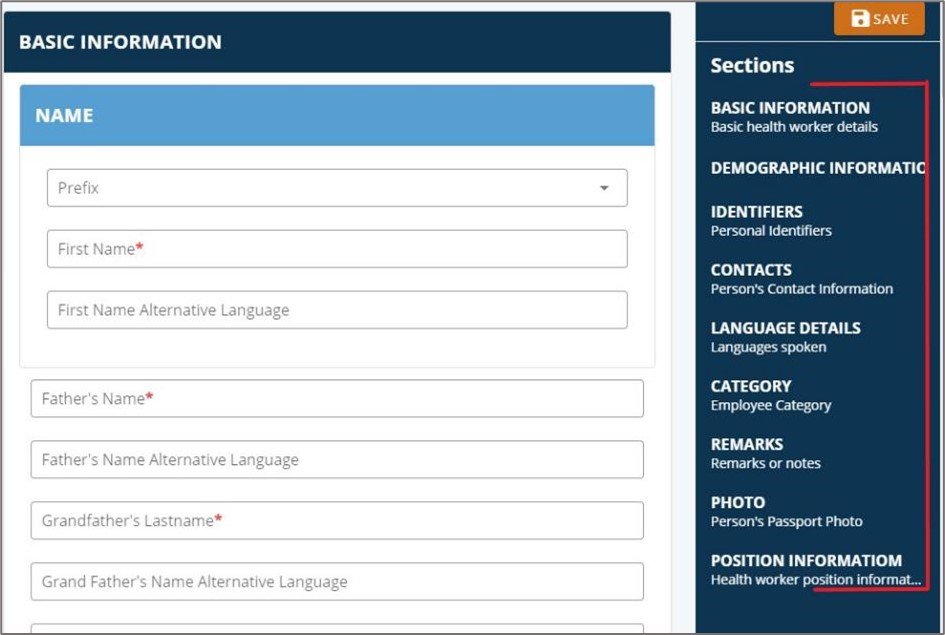 BASIC INFORMATION
NAME
Prefix
First Name*
First Name Alternative Language
Father's Name*
Father's Name Alternative Language
Grandfather's Lastname*
Grand Father's Name Alternative Language
SAVE
Sections
BASIC INFORMATION
Basic health worker details
DEMOGRAPHIC INFORMATIO
IDENTIFIERS
Personal Identifiers
CONTACTS
Person's Contact Information
LANGUAGE DETAILS
Languages spoken
CATEGORY
Employee Category
REMARKS
Remarks or notes
PHOTO
Person's Passport Photo
POSITION INFORMATIOM
Health worker position informat...